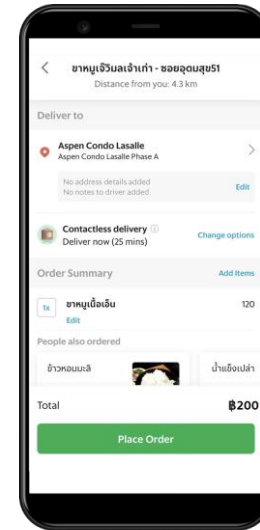 ขาหมูเจ๊วิมลเจ้าเก่า - ซอยอุดมสุข51
Distance from you: 4.3 km
Deliver to
Aspen Condo Lasalle
Aspen Condo Lasalle Phase A
No address details added
No notes to driver added
Edit
Contactless delivery
Deliver now (25 mins)
Change options
Order Summary
Add Items
1x
ขาหมูเนื้อเอ็น
120
Edit
People also ordered
ข้าวหอมมะลิ
น้ำแข็งเปล่า
Total
฿200
Place Order